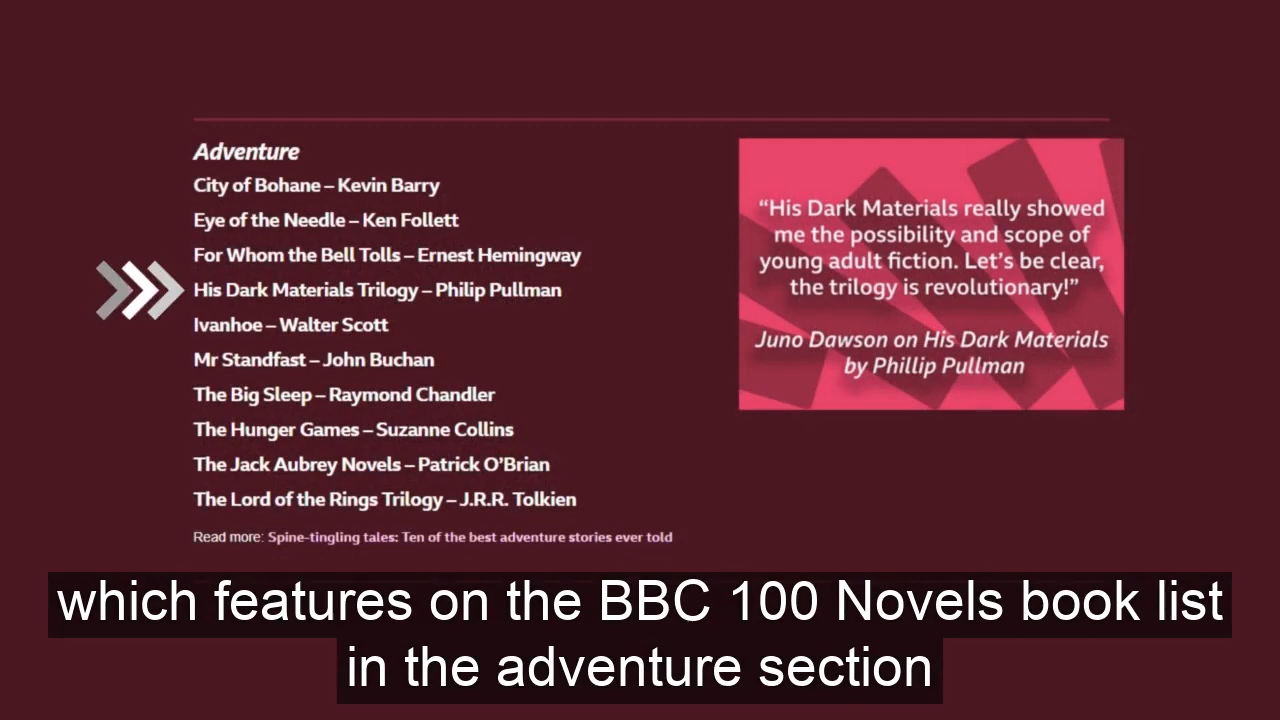 Adventure
City of Bohane – Kevin Barry
Eye of the Needle – Ken Follett
For Whom the Bell Tolls – Ernest Hemingway
His Dark Materials Trilogy – Philip Pullman
Ivanhoe – Walter Scott
Mr Standfast – John Buchan
The Big Sleep – Raymond Chandler
The Hunger Games – Suzanne Collins
The Jack Aubrey Novels – Patrick O’Brian
The Lord of the Rings Trilogy – J.R.R. Tolkien
Read more: Spine-tingling tales: Ten of the best adventure stories ever told
“His Dark Materials really showed
me the possibility and scope of
young adult fiction. Let’s be clear,
the trilogy is revolutionary!”
Juno Dawson on His Dark Materials
by Phillip Pullman
which features on the BBC 100 Novels book list
in the adventure section